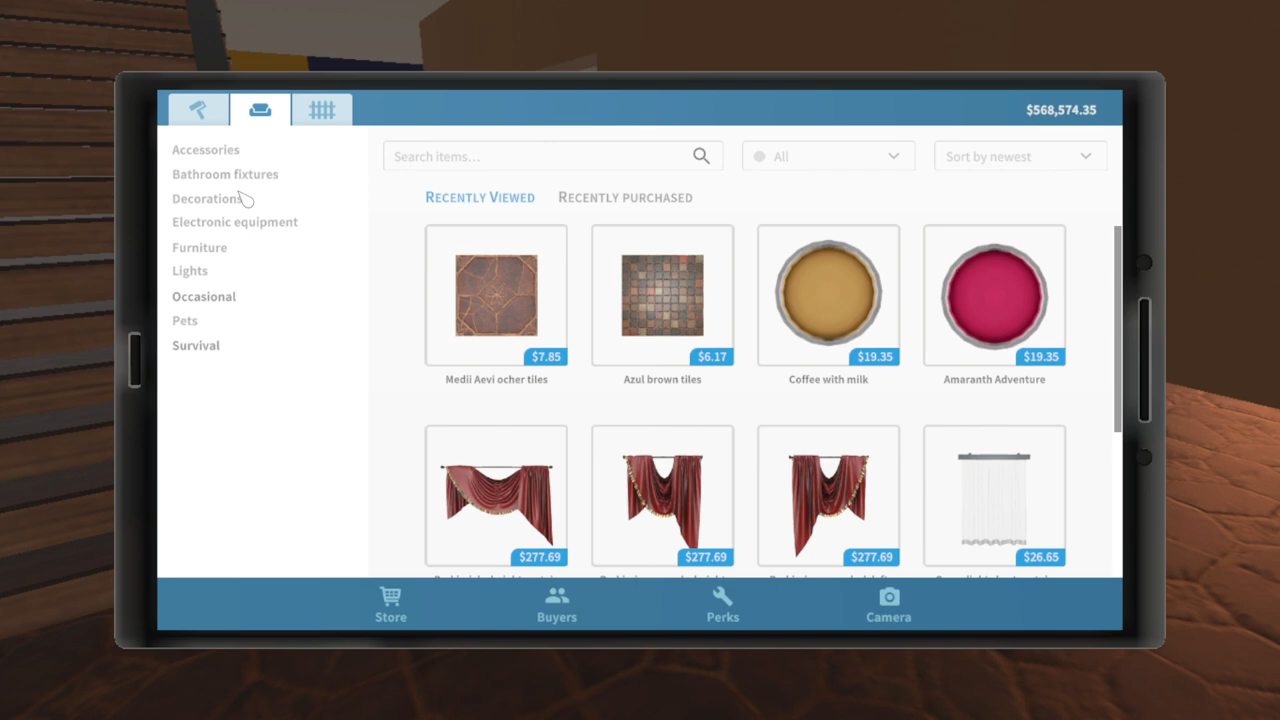 $568,574.35
Accessories
Bathroom fixtures
Decorations
Electronic equipment
Furniture
Lights
Occasional
Pets
Survival
Search items...
All
Sort by newest
Recently Viewed
Recently purchased
$7.85
$6.17
$19.35
$19.35
Medii Aevi ocher tiles
Azul brown tiles
Coffee with milk
Amaranth Adventure
$277.69
$277.69
$277.69
$26.65
Store
Buyers
Perks
Camera